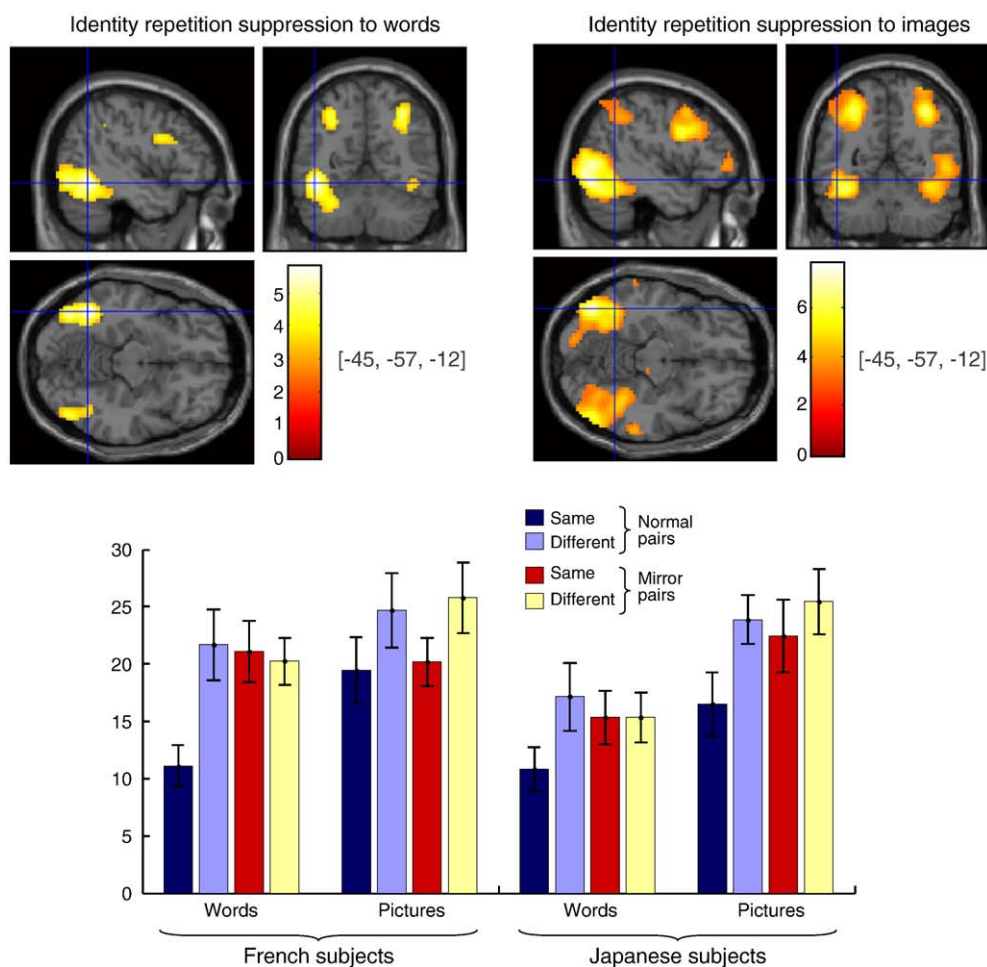 Identity repetition suppression to words
Identity repetition suppression to images
5
4
3
2
1
0
[-45, -57, -12]
6
4
2
0
[-45, -57, -12]
Same
Different
Normal
pairs
Same
Different
Mirror
pairs
30
25
20
15
10
5
0
Words
Pictures
Words
Pictures
French subjects
Japanese subjects